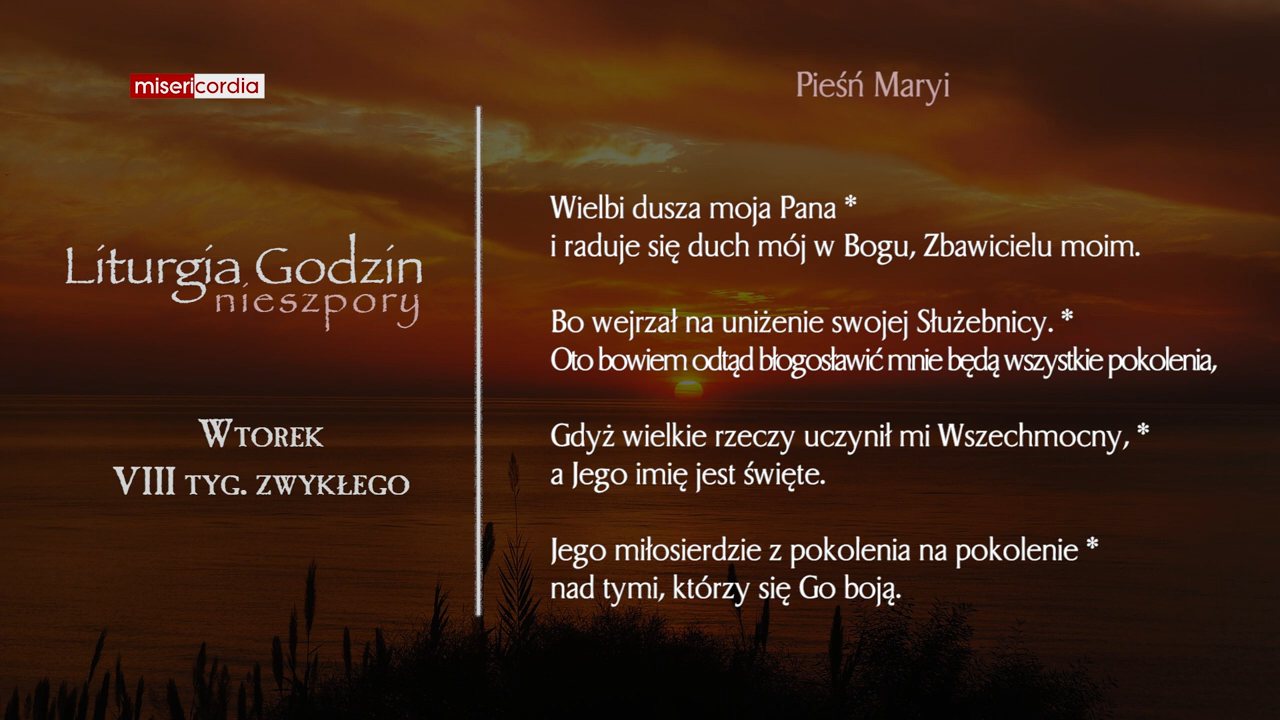 misericordia
Liturgia Godzin
nieszpory
Wtorek
VIII tyg. zwykłego
Pieśń Maryi
Wielbi dusza moja Pana *
i raduje się duch mój w Bogu, Zbawicielu moim.
Bo wejrzał na uniżenie swojej Służebnicy. *
Oto bowiem odtąd błogosławić mnie będą wszystkie pokolenia,
Gdyż wielkie rzeczy uczynił mi Wszechmocny, *
a Jego imię jest święte.
Jego miłosierdzie z pokolenia na pokolenie *
nad tymi, którzy się Go boją.